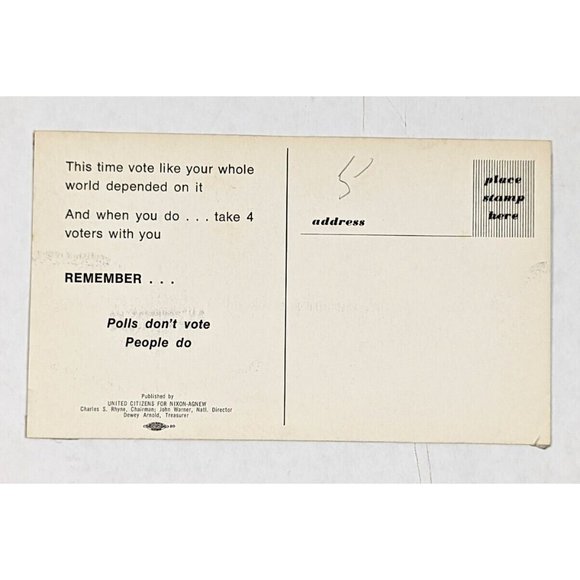 This time vote like your whole
world depended on it
And when you do . . . take 4
voters with you
REMEMBER . . .
Polls don't vote
People do
Published by
UNITED CITIZENS FOR NIXON-AGNEW
Charles S. Rhyne, Chairman; John Warner, Natl. Director
Dewey Arnold, Treasurer
5
address
place
stamp
here